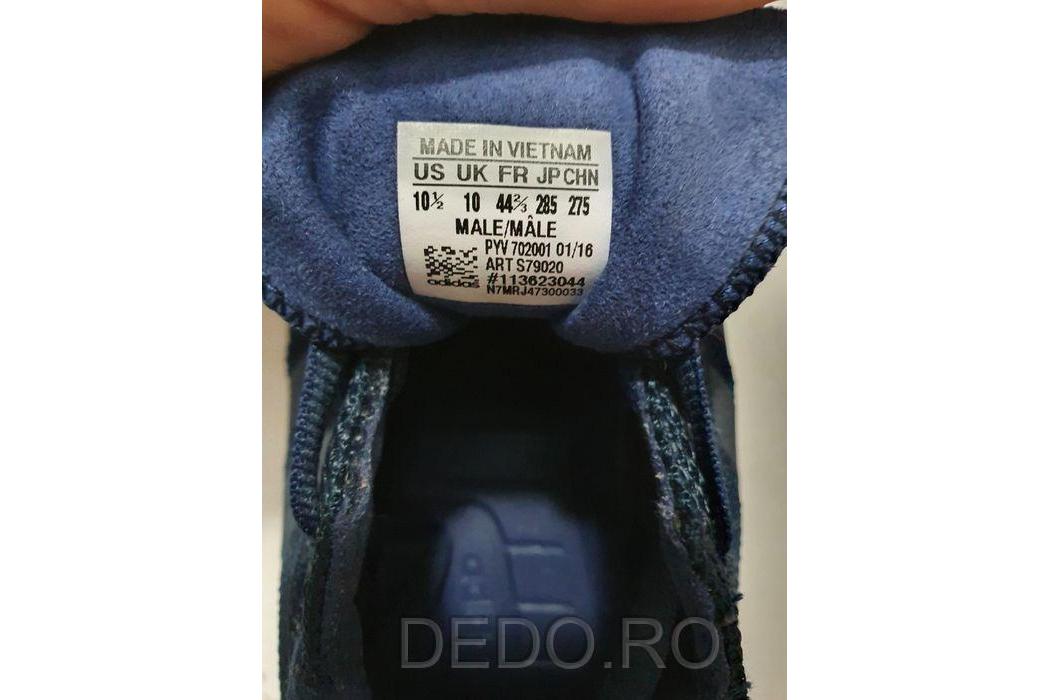 MADE IN VIETNAM
US UK FR JP CHN
10½ 10 44⅔ 285 275
MALE/MÂLE
PYV 702001 01/16
ART S79020
#113623044
adidas N7MRJ47300033
DEDO.RO